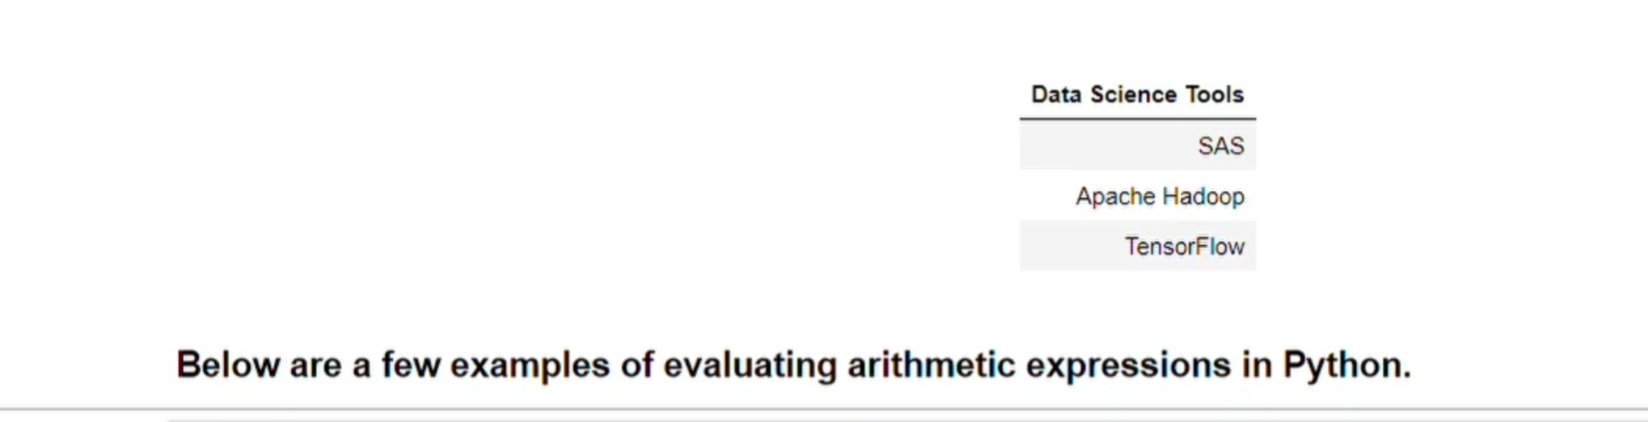 Data Science Tools
SAS
Apache Hadoop
TensorFlow
Below are a few examples of evaluating arithmetic expressions in Python.